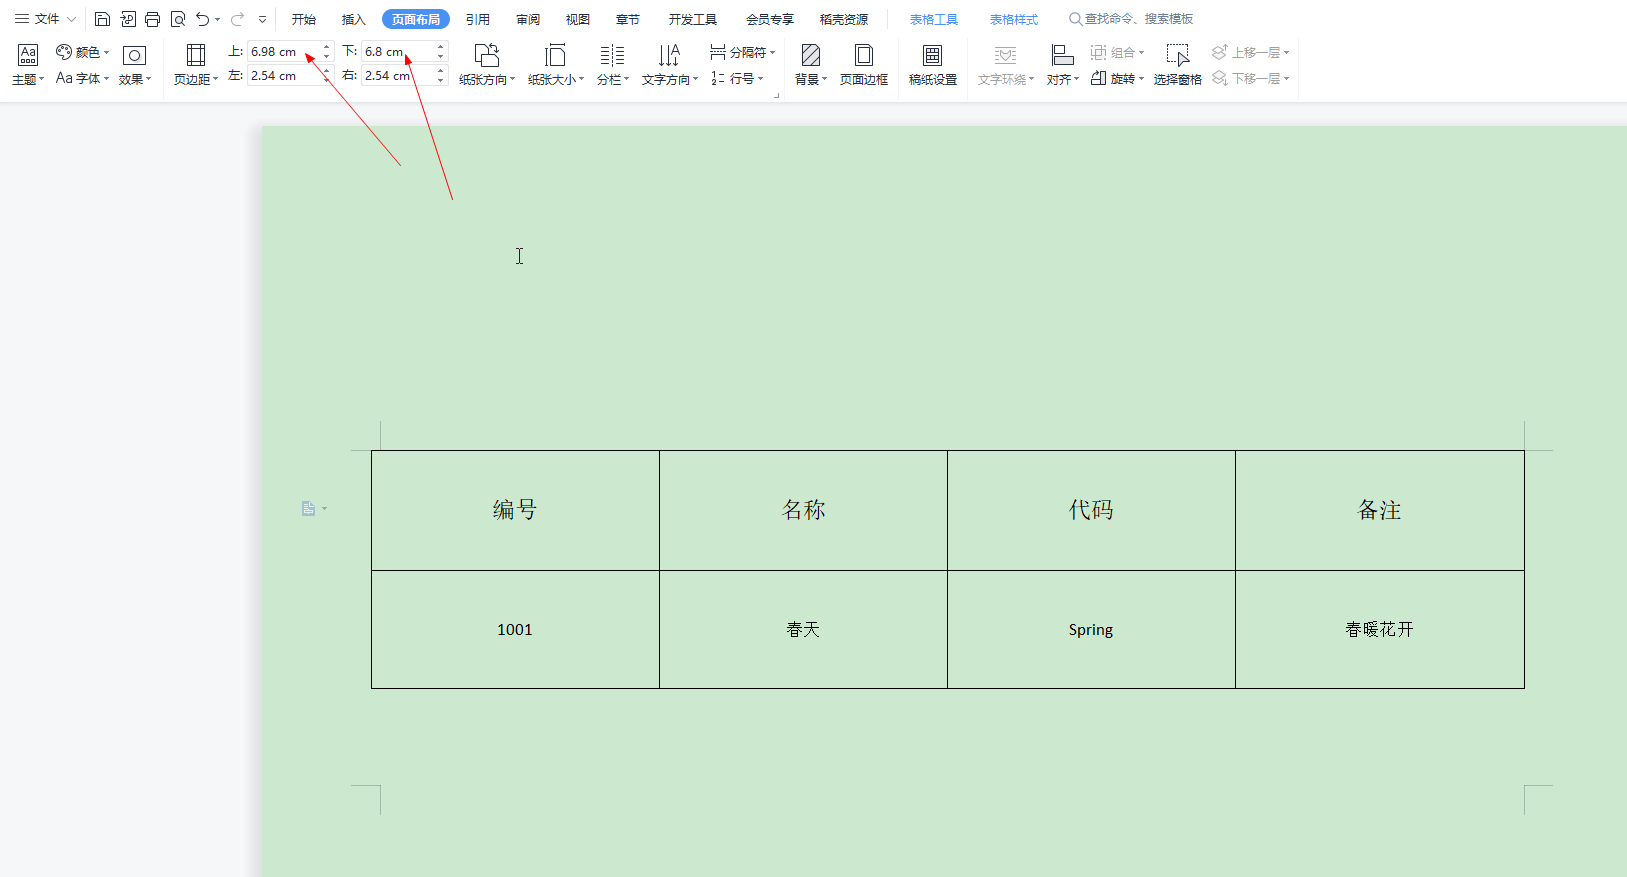 文件 开始 插入 页面布局 引用 审阅 视图 章节 开发工具 会员专享 稻壳资源 表格工具 表格样式 查找命令、搜索模板
颜色 上: 6.98 cm 下: 6.8 cm 分隔符 组合 上移一层
主题 Aa 字体 效果 页边距 左: 2.54 cm 右: 2.54 cm 纸张方向 纸张大小 分栏 文字方向 行号 背景 页面边框 稿纸设置 文字环绕 对齐 旋转 选择窗格 下移一层
编号 名称 代码 备注
1001 春天 Spring 春暖花开